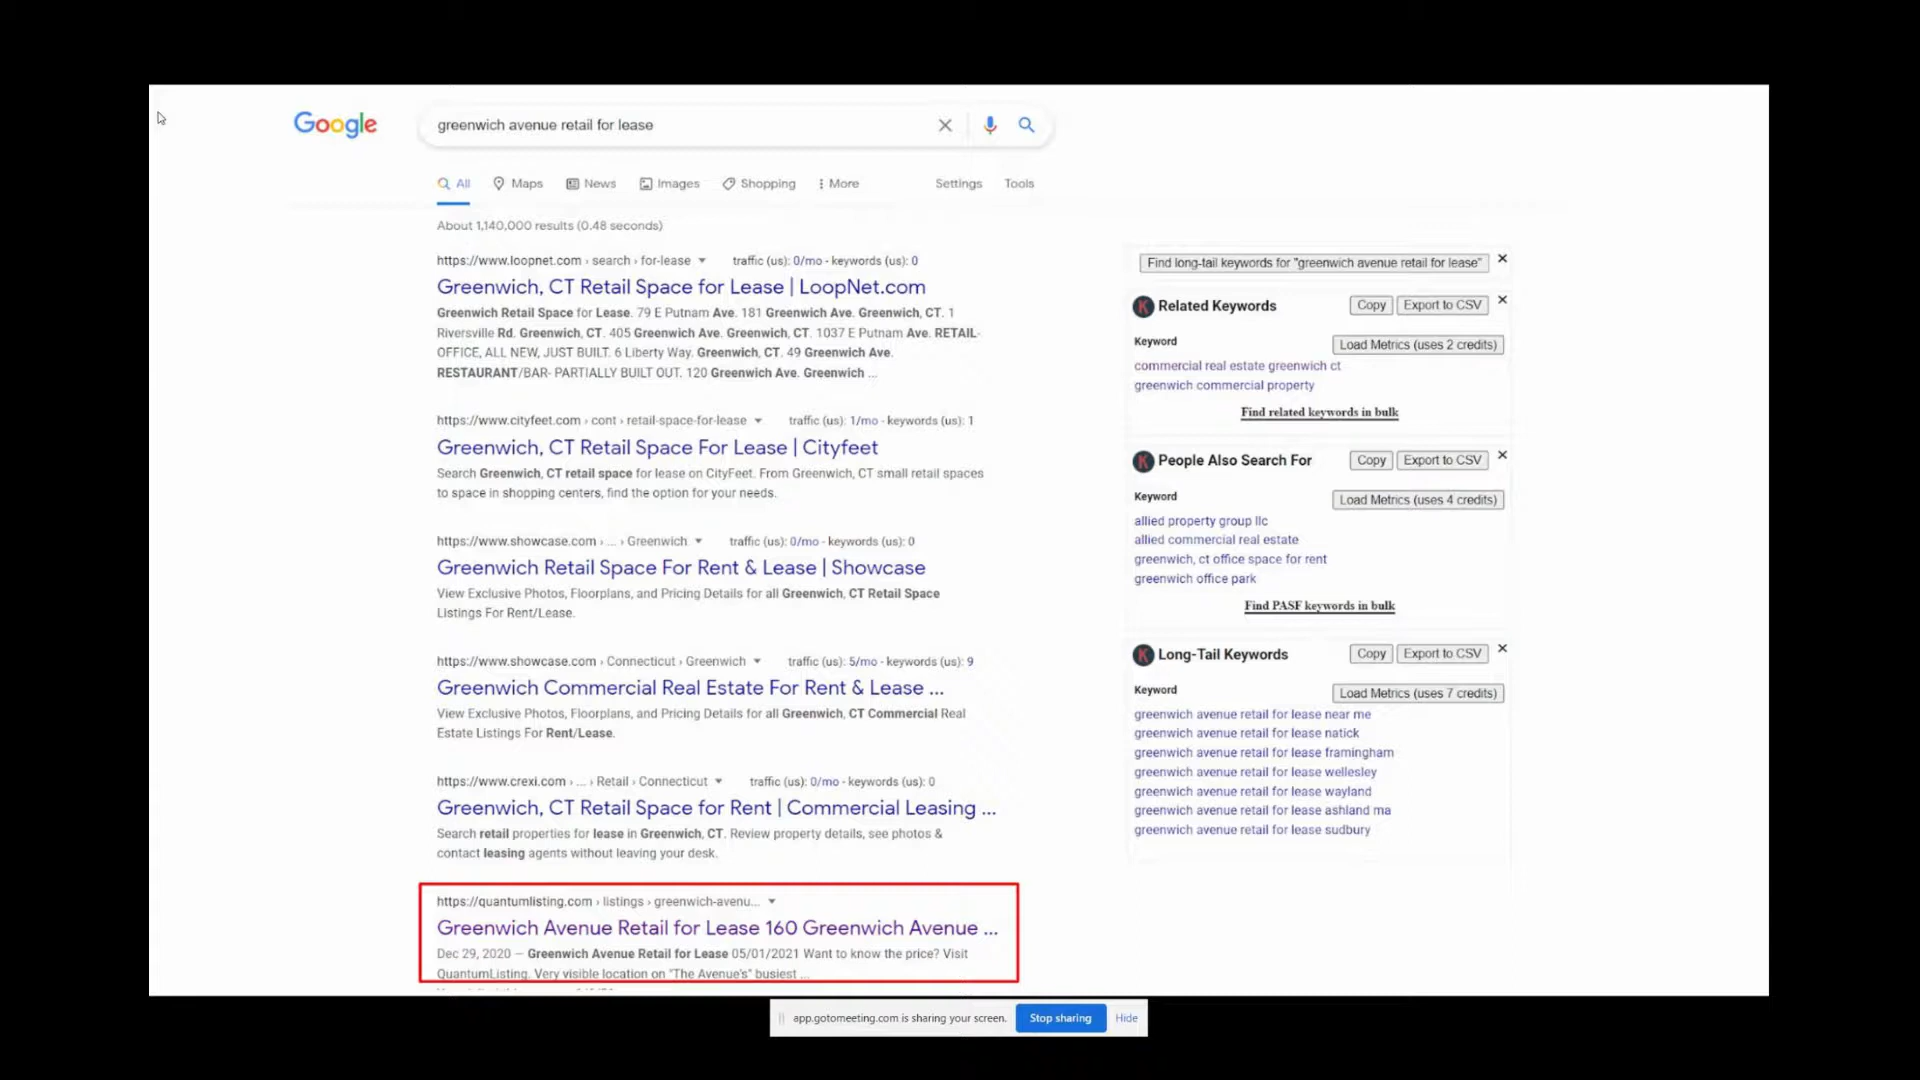 Google
greenwich avenue retail for lease
All Maps News Images Shopping More Settings Tools
About 1,140,000 results (0.48 seconds)
https://www.loopnet.com › search › for-lease traffic (us): 0/mo - keywords (us): 0
Greenwich, CT Retail Space for Lease | LoopNet.com
Greenwich Retail Space for Lease. 79 E Putnam Ave. 181 Greenwich Ave. Greenwich, CT. 1
Riversville Rd. Greenwich, CT. 405 Greenwich Ave. Greenwich, CT. 1037 E Putnam Ave. RETAIL-
OFFICE, ALL NEW, JUST BUILT. 6 Liberty Way. Greenwich, CT. 49 Greenwich Ave.
RESTAURANT/BAR- PARTIALLY BUILT OUT. 120 Greenwich Ave. Greenwich ...
https://www.cityfeet.com › cont › retail-space-for-lease traffic (us): 1/mo - keywords (us): 1
Greenwich, CT Retail Space For Lease | Cityfeet
Search Greenwich, CT retail space for lease on CityFeet. From Greenwich, CT small retail spaces
to space in shopping centers, find the option for your needs.
https://www.showcase.com › ... › Greenwich traffic (us): 0/mo - keywords (us): 0
Greenwich Retail Space For Rent & Lease | Showcase
View Exclusive Photos, Floorplans, and Pricing Details for all Greenwich, CT Retail Space
Listings For Rent/Lease.
https://www.showcase.com › Connecticut › Greenwich traffic (us): 5/mo - keywords (us): 9
Greenwich Commercial Real Estate For Rent & Lease ...
View Exclusive Photos, Floorplans, and Pricing Details for all Greenwich, CT Commercial Real
Estate Listings For Rent/Lease.
https://www.crexi.com › ... › Retail › Connecticut traffic (us): 0/mo - keywords (us): 0
Greenwich, CT Retail Space for Rent | Commercial Leasing ...
Search retail properties for lease in Greenwich, CT. Review property details, see photos &
contact leasing agents without leaving your desk.
https://quantumlisting.com › listings › greenwich-avenu...
Greenwich Avenue Retail for Lease 160 Greenwich Avenue ...
Dec 29, 2020 — Greenwich Avenue Retail for Lease 05/01/2021 Want to know the price? Visit
QuantumListing. Very visible location on "The Avenue's" busiest ...
Find long-tail keywords for "greenwich avenue retail for lease"
K Related Keywords Copy Export to CSV
Keyword Load Metrics (uses 2 credits)
commercial real estate greenwich ct
greenwich commercial property
Find related keywords in bulk
K People Also Search For Copy Export to CSV
Keyword Load Metrics (uses 4 credits)
allied property group llc
allied commercial real estate
greenwich, ct office space for rent
greenwich office park
Find PASF keywords in bulk
K Long-Tail Keywords Copy Export to CSV
Keyword Load Metrics (uses 7 credits)
greenwich avenue retail for lease near me
greenwich avenue retail for lease natick
greenwich avenue retail for lease framingham
greenwich avenue retail for lease wellesley
greenwich avenue retail for lease wayland
greenwich avenue retail for lease ashland ma
greenwich avenue retail for lease sudbury
app.gotomeeting.com is sharing your screen. Stop sharing Hide